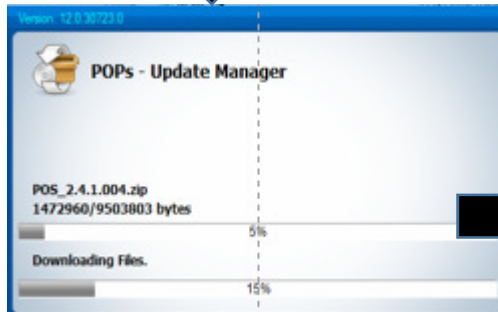 Version: 12.0.30723.0
POPs - Update Manager
POS_2.4.1.004.zip
1472960/9503803 bytes
5%
Downloading Files.
15%